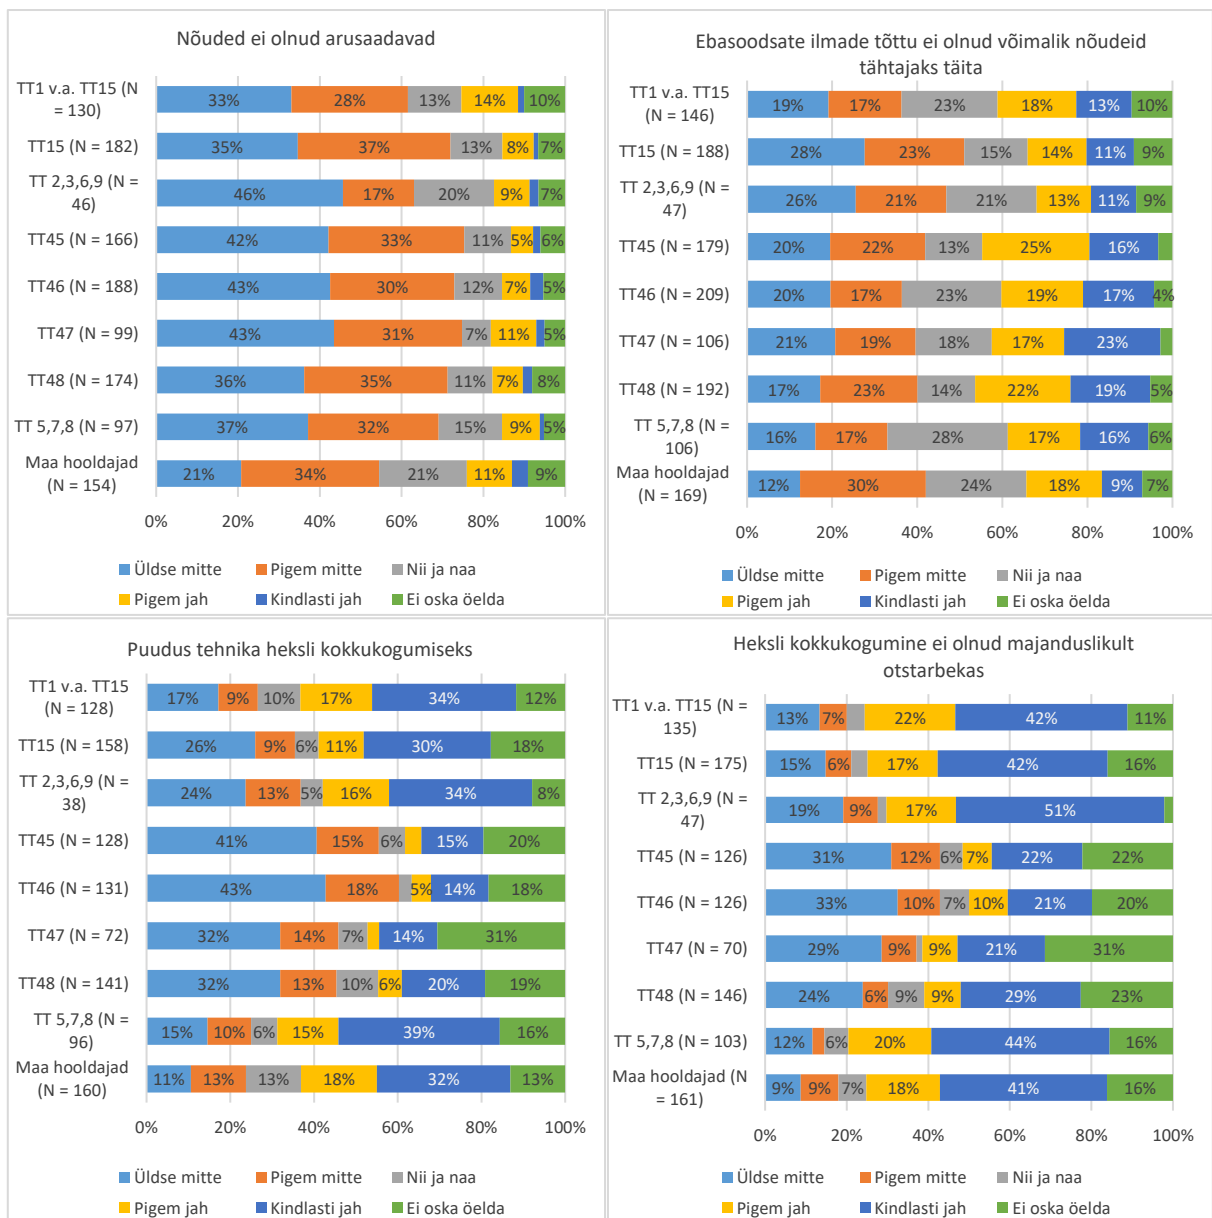 Nõuded ei olnud arusaadavad
TT1 v.a. TT15 (N
= 130)
33% 28% 13% 14% 10%
TT15 (N = 182)
35% 37% 13% 8% 7%
TT 2,3,6,9 (N =
46)
46% 17% 20% 9% 7%
TT45 (N = 166)
42% 33% 11% 5% 6%
TT46 (N = 188)
43% 30% 12% 7% 5%
TT47 (N = 99)
43% 31% 7% 11% 5%
TT48 (N = 174)
36% 35% 11% 7% 8%
TT 5,7,8 (N = 97)
37% 32% 15% 9% 5%
Maa hooldajad
(N = 154)
21% 34% 21% 11% 9%
0% 20% 40% 60% 80% 100%
Üldse mitte Pigem mitte Nii ja naa
Pigem jah Kindlasti jah Ei oska öelda
Ebasoodsate ilmade tõttu ei olnud võimalik nõudeid
tähtajaks täita
TT1 v.a. TT15
(N = 146)
19% 17% 23% 18% 13% 10%
TT15 (N = 188)
28% 23% 15% 14% 11% 9%
TT 2,3,6,9 (N =
47)
26% 21% 21% 13% 11% 9%
TT45 (N = 179)
20% 22% 13% 25% 16%
TT46 (N = 209)
20% 17% 23% 19% 17% 4%
TT47 (N = 106)
21% 19% 18% 17% 23%
TT48 (N = 192)
17% 23% 14% 22% 19% 5%
TT 5,7,8 (N =
106)
16% 17% 28% 17% 16% 6%
Maa hooldajad
(N = 169)
12% 30% 24% 18% 9% 7%
0% 20% 40% 60% 80% 100%
Üldse mitte Pigem mitte Nii ja naa
Pigem jah Kindlasti jah Ei oska öelda
Puudus tehnika heksli kokkukogumiseks
TT1 v.a. TT15
(N = 128)
17% 9% 10% 17% 34% 12%
TT15 (N = 158)
26% 9% 6% 11% 30% 18%
TT 2,3,6,9 (N =
38)
24% 13% 5% 16% 34% 8%
TT45 (N = 128)
41% 15% 6% 15% 20%
TT46 (N = 131)
43% 18% 5% 14% 18%
TT47 (N = 72)
32% 14% 7% 14% 31%
TT48 (N = 141)
32% 13% 10% 6% 20% 19%
TT 5,7,8 (N =
96)
15% 10% 6% 15% 39% 16%
Maa hooldajad
(N = 160)
11% 13% 13% 18% 32% 13%
0% 20% 40% 60% 80% 100%
Üldse mitte Pigem mitte Nii ja naa
Pigem jah Kindlasti jah Ei oska öelda
Heksli kokkukogumine ei olnud majanduslikult
otstarbekas
TT1 v.a. TT15 (N =
135)
13% 7% 22% 42% 11%
TT15 (N = 175)
15% 6% 17% 42% 16%
TT 2,3,6,9 (N =
47)
19% 9% 17% 51%
TT45 (N = 126)
31% 12% 6% 7% 22% 22%
TT46 (N = 126)
33% 10% 7% 10% 21% 20%
TT47 (N = 70)
29% 9% 9% 21% 31%
TT48 (N = 146)
24% 6% 9% 9% 29% 23%
TT 5,7,8 (N = 103)
12% 6% 20% 44% 16%
Maa hooldajad (N
= 161)
9% 9% 7% 18% 41% 16%
0% 20% 40% 60% 80% 100%
Üldse mitte Pigem mitte Nii ja naa
Pigem jah Kindlasti jah Ei oska öelda